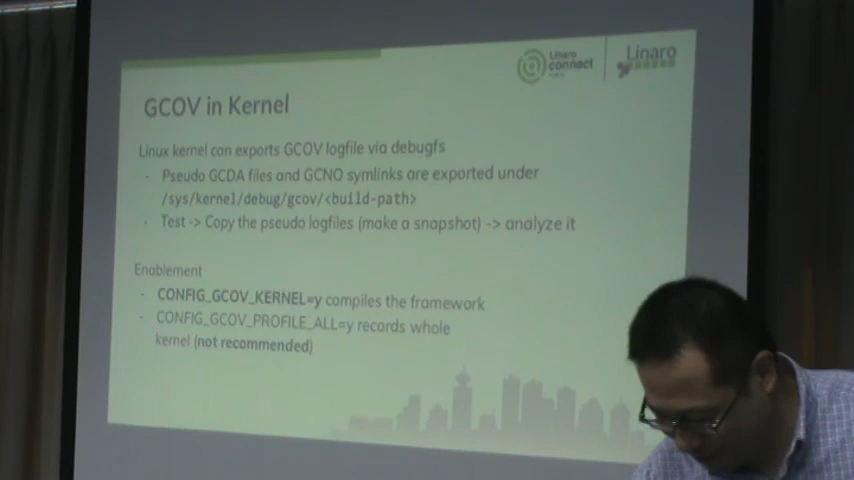 Linaro
connect
Linaro
GCOV in Kernel
Linux kernel can exports GCOV logfile via debugfs
- Pseudo GCDA files and GCNO symlinks are exported under
/sys/kernel/debug/gcov/<build-path>
- Test -> Copy the pseudo logfiles (make a snapshot) -> analyze it
Enablement
- CONFIG_GCOV_KERNEL=y compiles the framework
- CONFIG_GCOV_PROFILE_ALL=y records whole
kernel (not recommended)